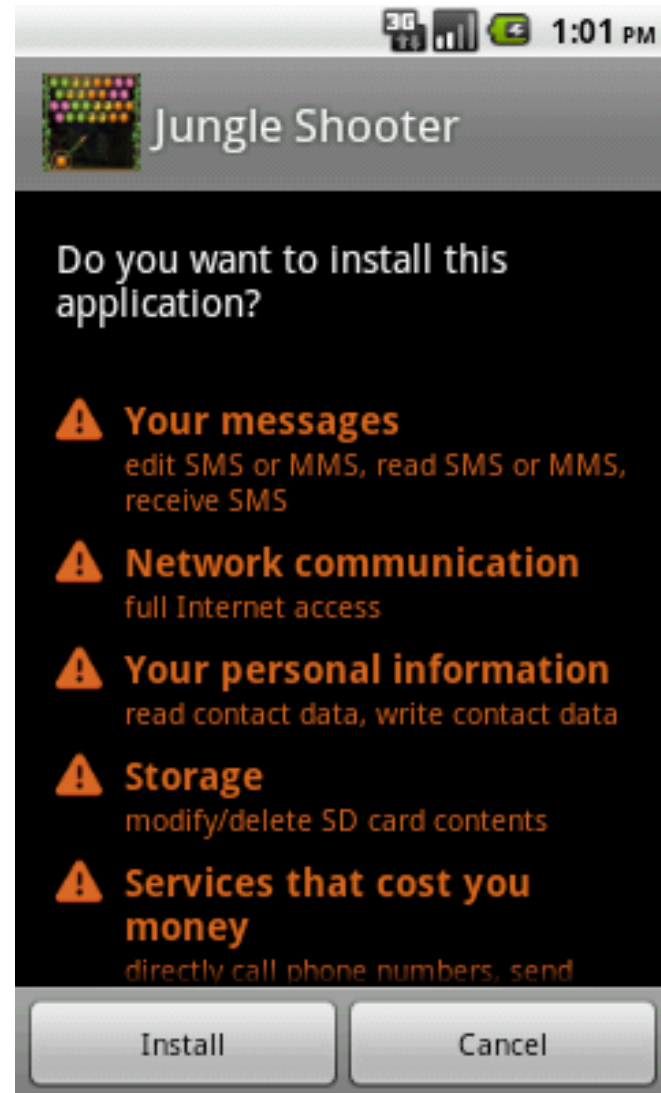 3G 1:01 PM
Jungle Shooter
Do you want to install this
application?
Your messages
edit SMS or MMS, read SMS or MMS,
receive SMS
Network communication
full Internet access
Your personal information
read contact data, write contact data
Storage
modify/delete SD card contents
Services that cost you
money
directly call phone numbers, send
Install Cancel